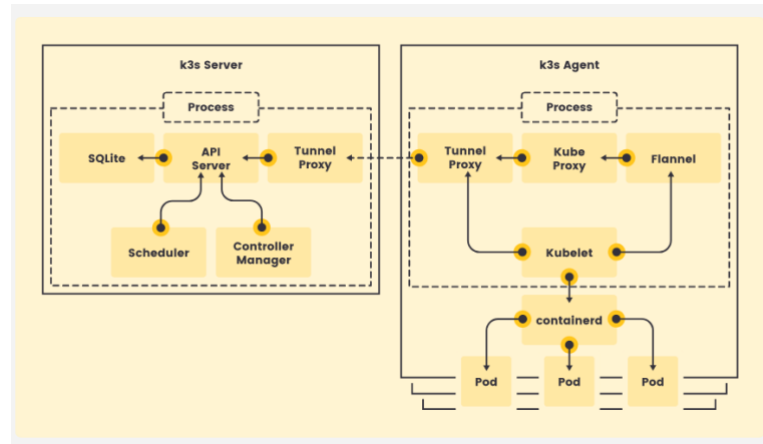 k3s Server
Process
SQLite
API
Server
Tunnel
Proxy
Scheduler
Controller
Manager
k3s Agent
Process
Tunnel
Proxy
Kube
Proxy
Flannel
Kubelet
containerd
Pod
Pod
Pod